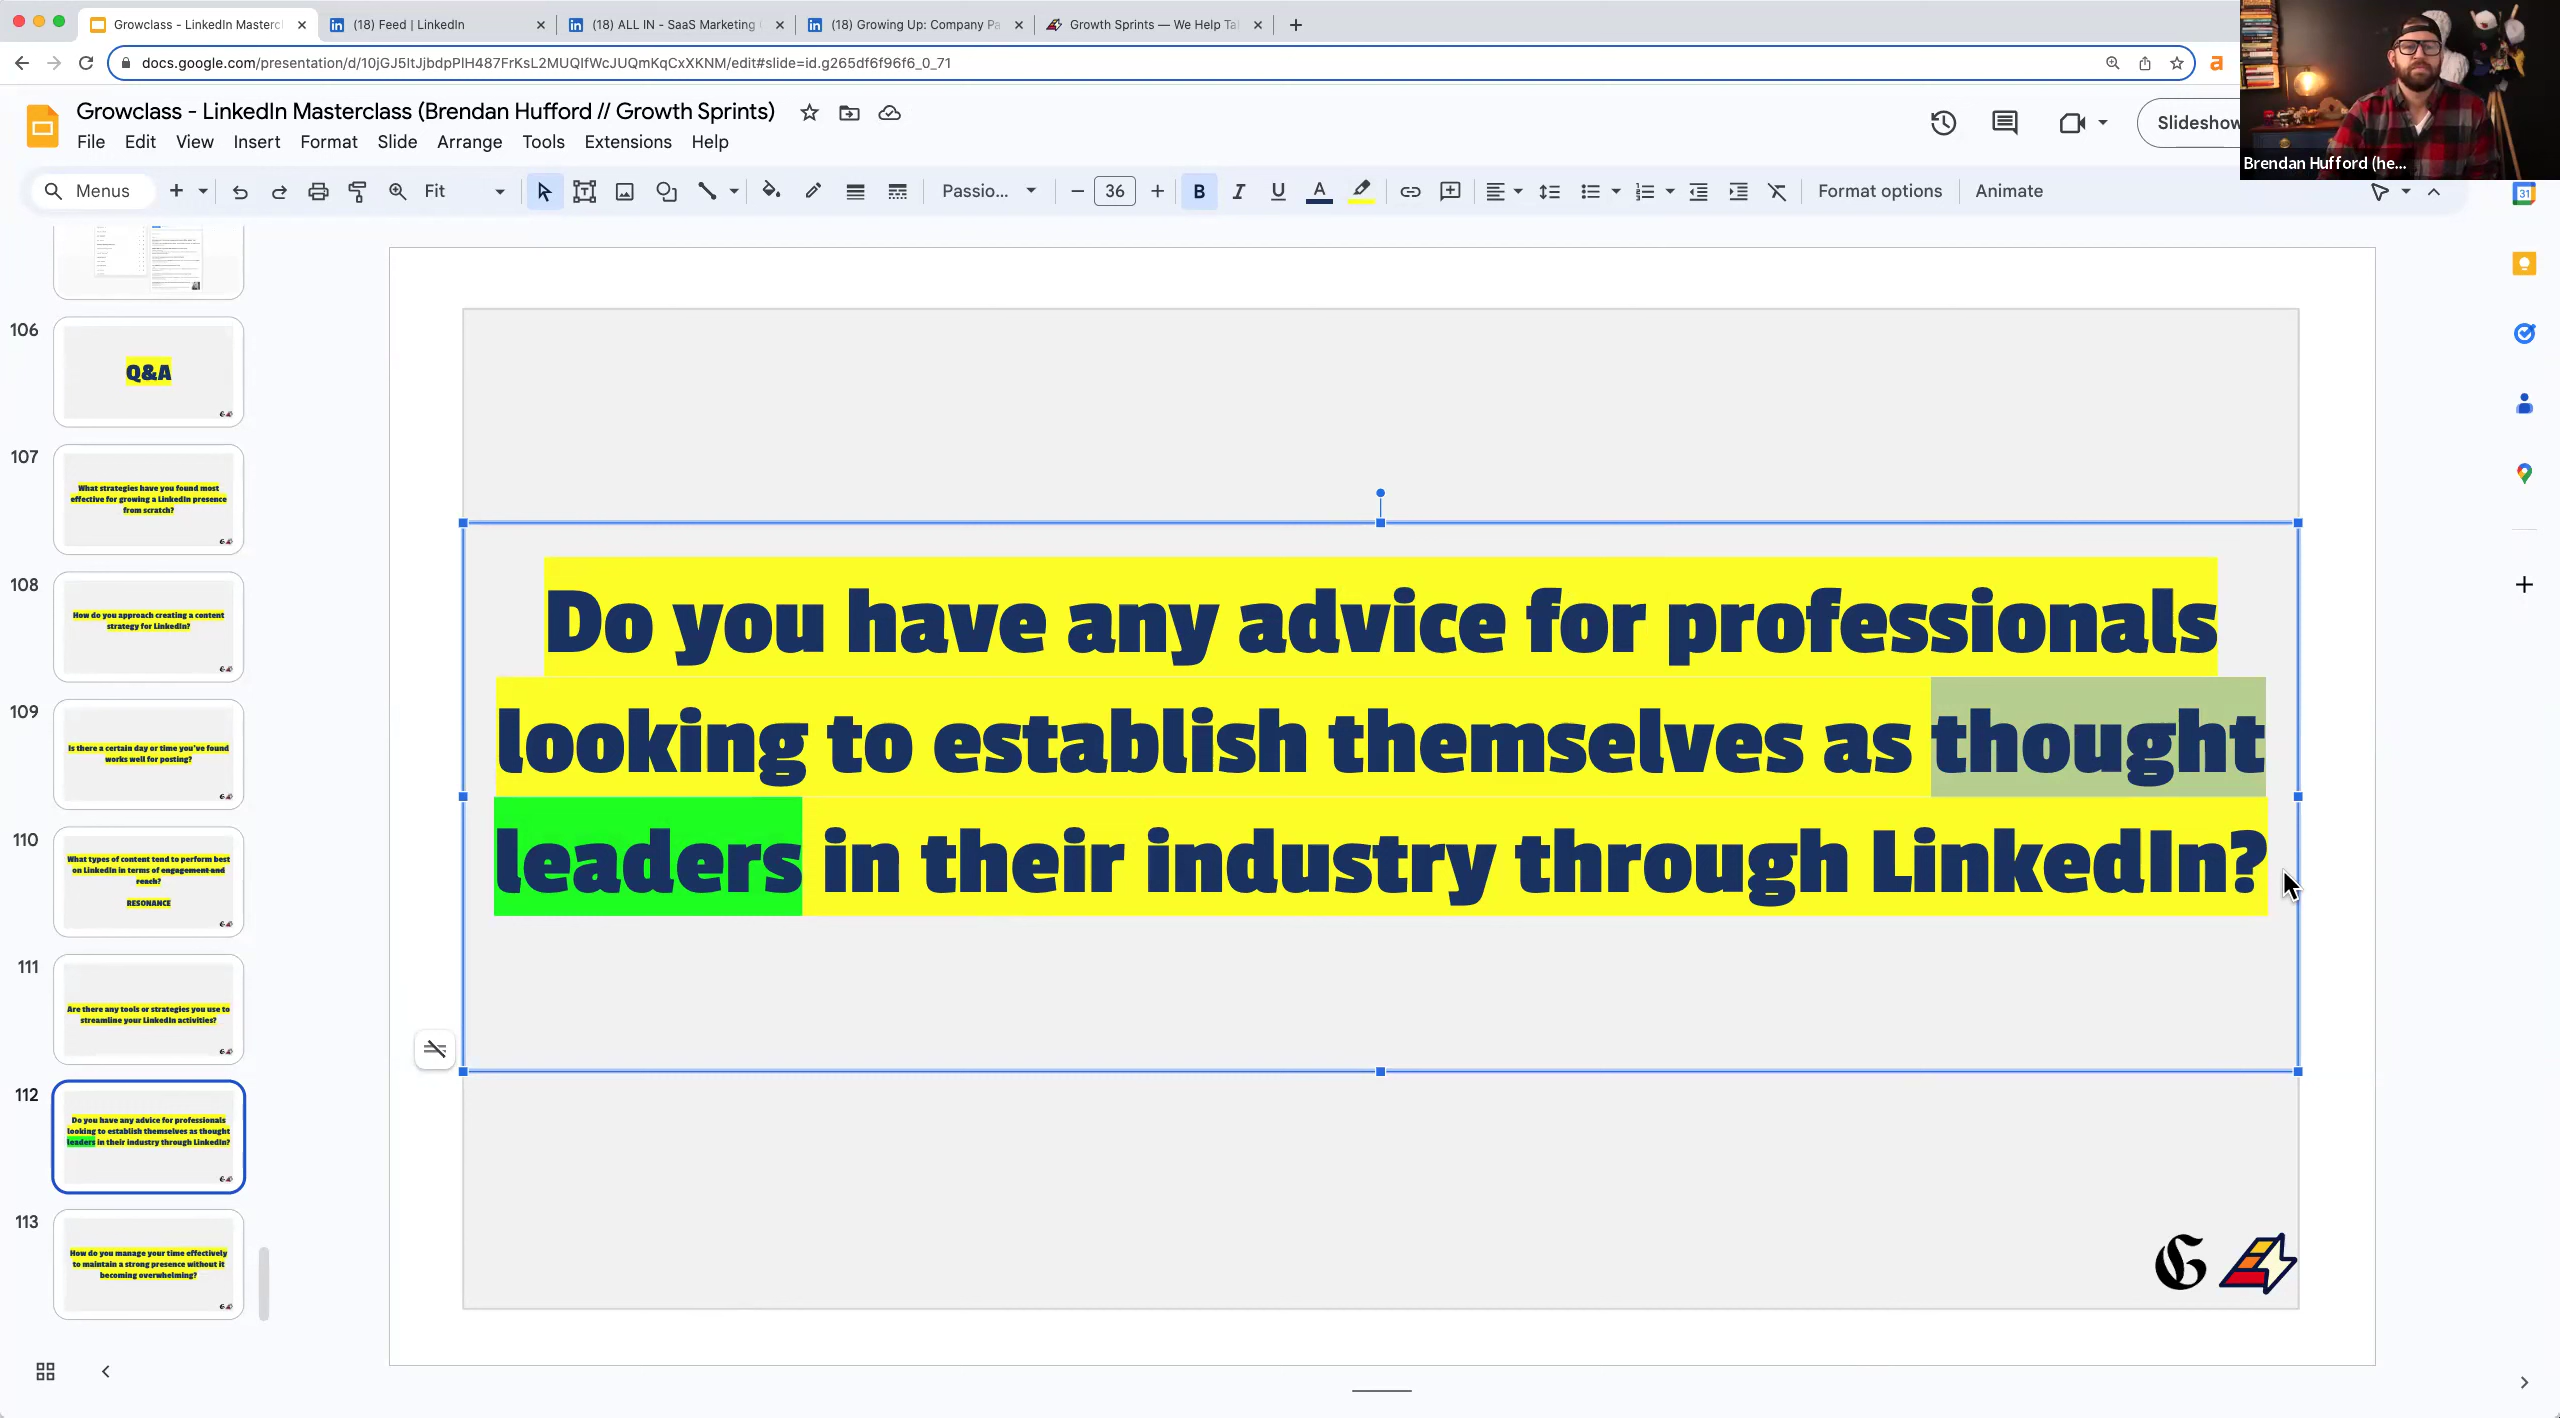 Growclass - LinkedIn Mastercl
(18) Feed | LinkedIn
(18) ALL IN - SaaS Marketing
(18) Growing Up: Company Pa
Growth Sprints — We Help Ta
docs.google.com/presentation/d/10jGJ5ItJjbdpPIH487FrKsL2MUQIfWcJUQmKqCxXKNM/edit#slide=id.g265df6f96f6_0_71
Growclass - LinkedIn Masterclass (Brendan Hufford // Growth Sprints)
File Edit View Insert Format Slide Arrange Tools Extensions Help
Slideshow
Brendan Hufford (he...
Menus
Fit
Passio...
36
B
I
U
A
Format options
Animate
31
106
Q&A
107
What strategies have you found most
effective for growing a LinkedIn presence
from scratch?
108
How do you approach creating a content
strategy for LinkedIn?
109
Is there a certain day or time you've found
works well for posting?
110
What types of content tend to perform best
on LinkedIn in terms of engagement and
reach?
RESONANCE
111
Are there any tools or strategies you use to
streamline your LinkedIn activities?
112
Do you have any advice for professionals
looking to establish themselves as thought
leaders in their industry through LinkedIn?
113
How do you manage your time effectively
to maintain a strong presence without it
becoming overwhelming?
Do you have any advice for professionals
looking to establish themselves as thought
leaders in their industry through LinkedIn?
G